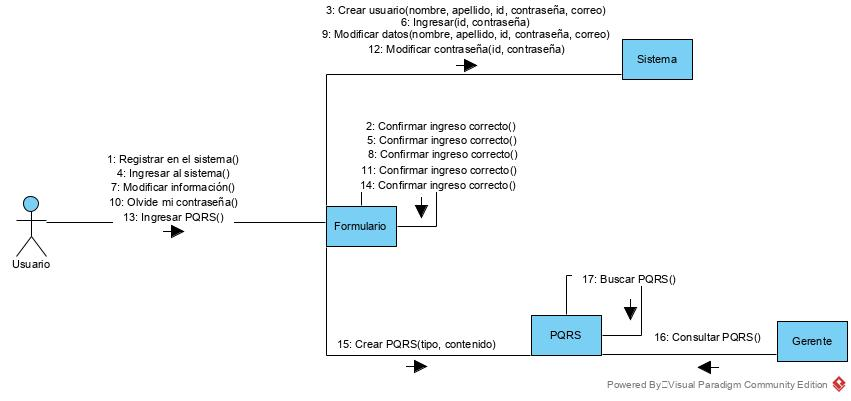 3: Crear usuario(nombre, apellido, id, contraseña, correo)
6: Ingresar(id, contraseña)
9: Modificar datos(nombre, apellido, id, contraseña, correo)
12: Modificar contraseña(id, contraseña)
Sistema
2: Confirmar ingreso correcto()
5: Confirmar ingreso correcto()
8: Confirmar ingreso correcto()
11: Confirmar ingreso correcto()
14: Confirmar ingreso correcto()
1: Registrar en el sistema()
4: Ingresar al sistema()
7: Modificar información()
10: Olvide mi contraseña()
13: Ingresar PQRS()
Usuario
Formulario
17: Buscar PQRS()
PQRS
15: Crear PQRS(tipo, contenido)
16: Consultar PQRS()
Gerente
Powered By Visual Paradigm Community Edition